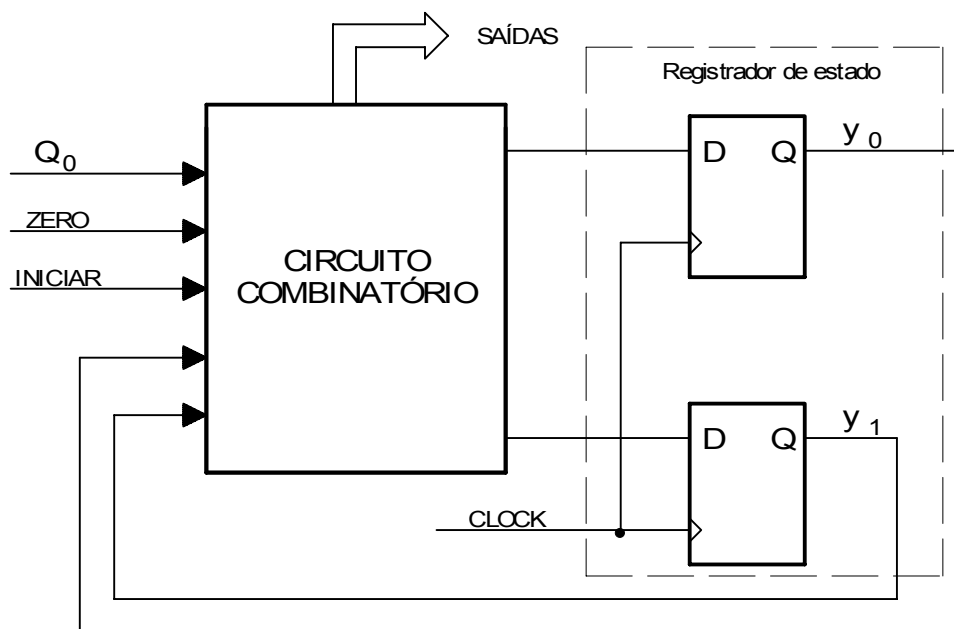 SAÍDAS
Registrador de estado
Q0
ZERO
INICIAR
CIRCUITO
COMBINATÓRIO
D Q
y0
D Q
y1
CLOCK